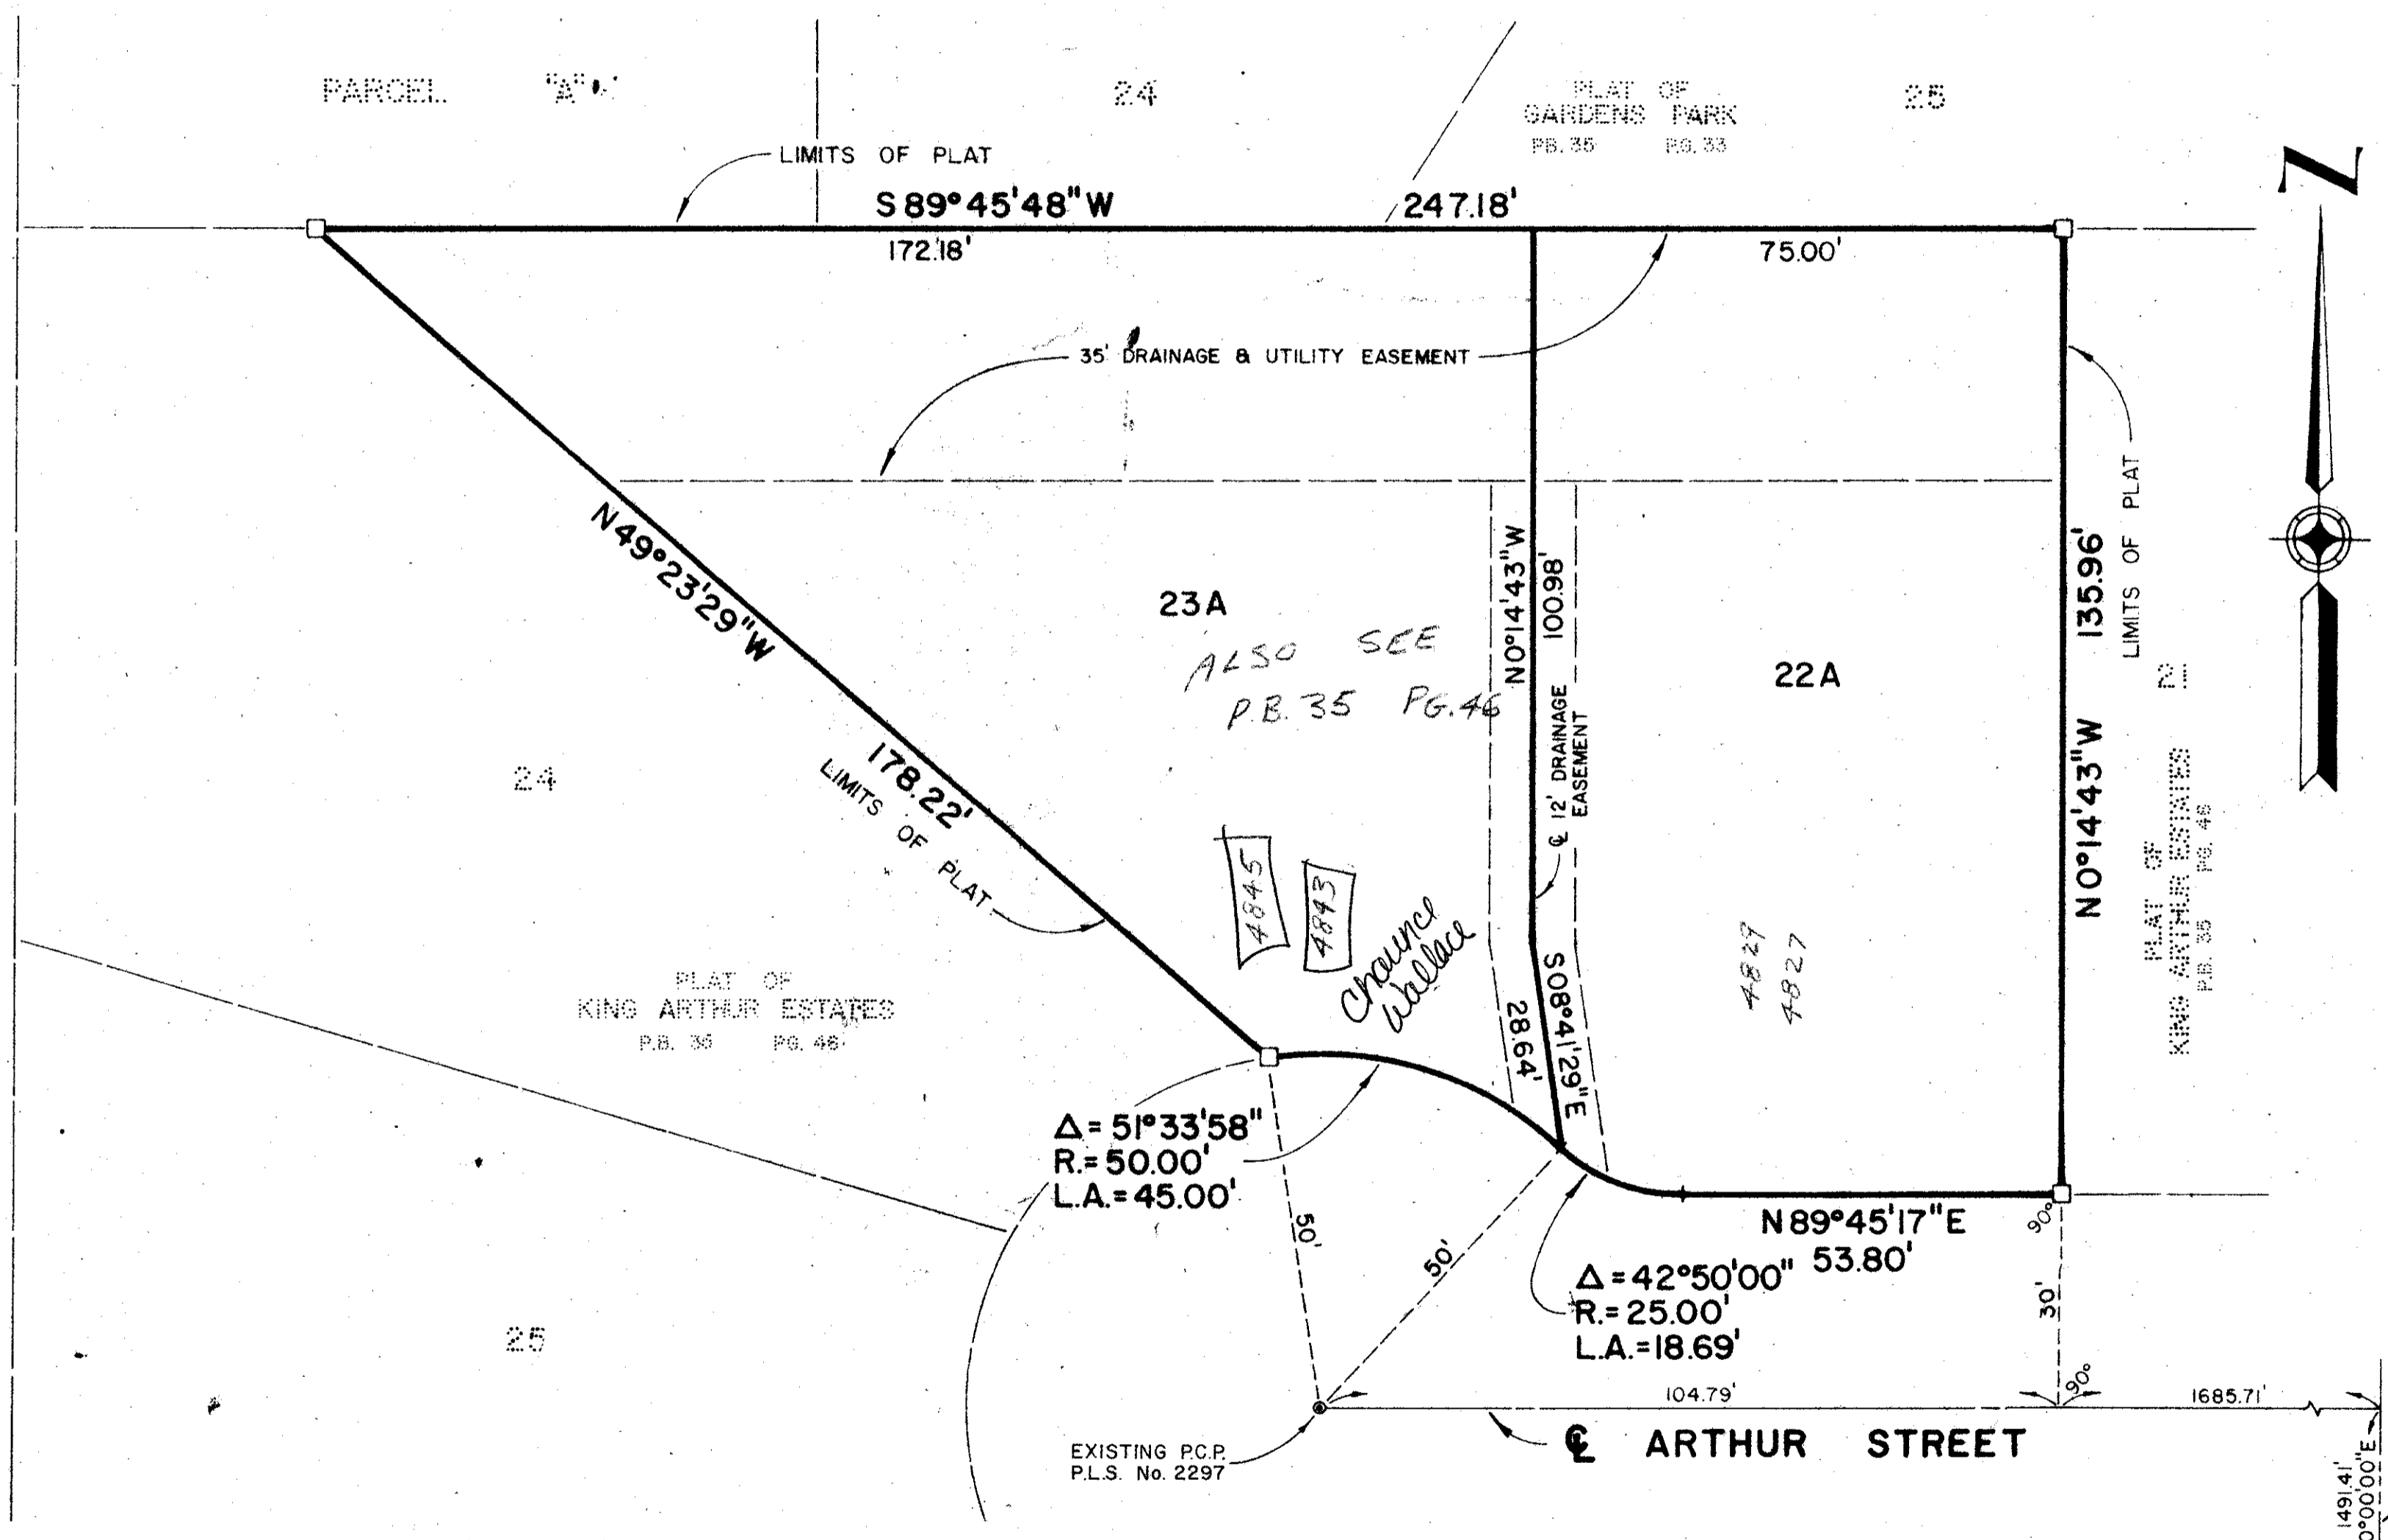 PARCEL "A"
24
PLAT OF
GARDENS PARK
PB. 35 PG. 33
25
LIMITS OF PLAT
S 89°45'48" W 247.18'
172.18'
75.00'
35' DRAINAGE & UTILITY EASEMENT
Z
N49°23'29"W
178.22'
LIMITS OF PLAT
23A
ALSO SEE
P.B. 35 PG. 46
N0°14'43"W 100.98'
℄ 12' DRAINAGE
EASEMENT
22A
N0°14'43"W 135.96'
LIMITS OF PLAT
21
PLAT OF
KING ARTHUR ESTATES
P.B. 35 PG. 46
24
4845
4843
Chaunce
Wallace
28.64'
S08°41'29"E
4829
4827
PLAT OF
KING ARTHUR ESTATES
P.B. 35 PG. 46
Δ= 51°33'58"
R.= 50.00'
L.A.= 45.00'
50'
50'
N89°45'17"E
53.80'
90°
Δ=42°50'00"
R.= 25.00'
L.A.=18.69'
30'
25
90°
104.79'
1685.71'
℄ ARTHUR STREET
EXISTING P.C.P.
P.L.S. No. 2297
1491.41'
0°00'00"E